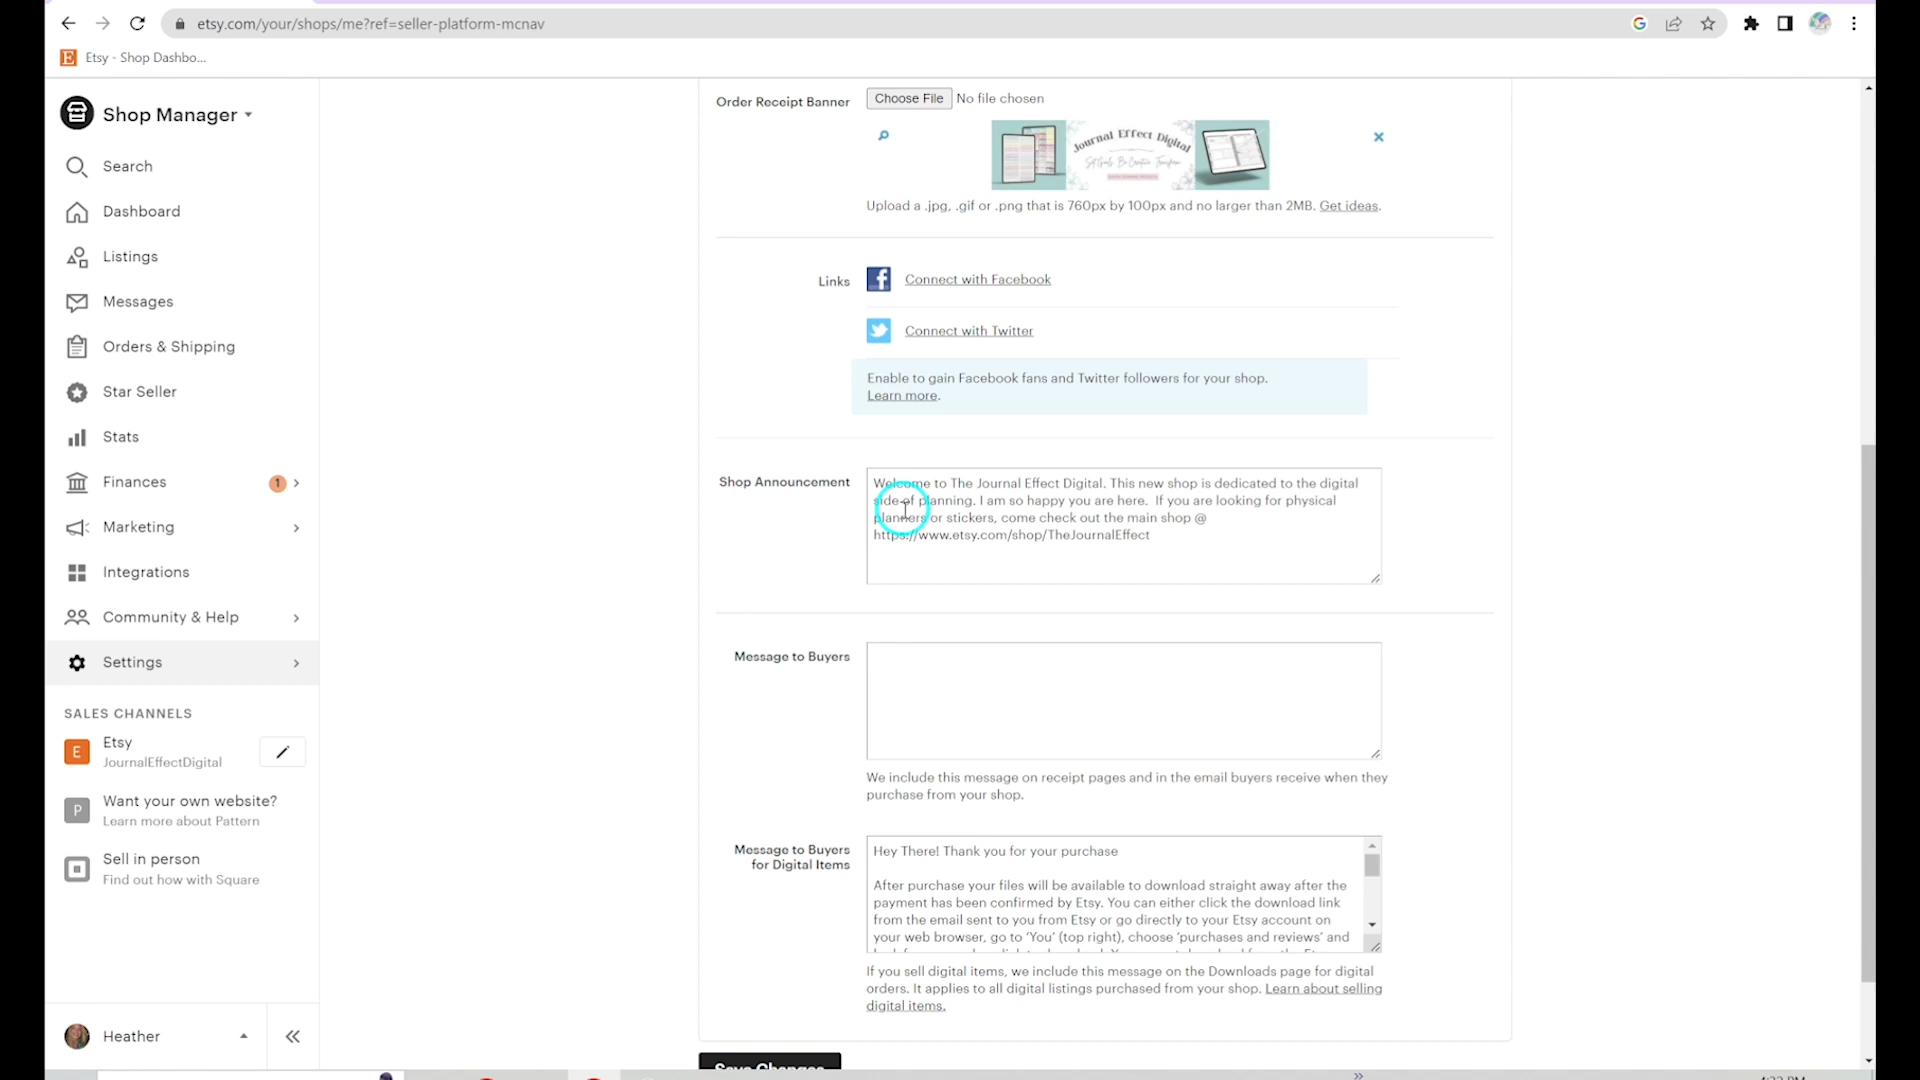 etsy.com/your/shops/me?ref=seller-platform-mcnav
Etsy - Shop Dashbo...
Shop Manager
Search
Dashboard
Listings
Messages
Orders & Shipping
Star Seller
Stats
Finances 1
Marketing
Integrations
Community & Help
Settings
SALES CHANNELS
E
Etsy
JournalEffectDigital
P
Want your own website?
Learn more about Pattern
Sell in person
Find out how with Square
Heather
Order Receipt Banner Choose File No file chosen
Journal Effect Digital
Set Goals. Be Creative. Transform
Upload a .jpg, .gif or .png that is 760px by 100px and no larger than 2MB. Get ideas.
Links Connect with Facebook
Connect with Twitter
Enable to gain Facebook fans and Twitter followers for your shop.
Learn more.
Shop Announcement
Welcome to The Journal Effect Digital. This new shop is dedicated to the digital
side of planning. I am so happy you are here. If you are looking for physical
planners or stickers, come check out the main shop @
https://www.etsy.com/shop/TheJournalEffect
Message to Buyers
We include this message on receipt pages and in the email buyers receive when they
purchase from your shop.
Message to Buyers
for Digital Items
Hey There! Thank you for your purchase
After purchase your files will be available to download straight away after the
payment has been confirmed by Etsy. You can either click the download link
from the email sent to you from Etsy or go directly to your Etsy account on
your web browser, go to ‘You’ (top right), choose ‘purchases and reviews’ and
If you sell digital items, we include this message on the Downloads page for digital
orders. It applies to all digital listings purchased from your shop. Learn about selling
digital items.
Save Changes